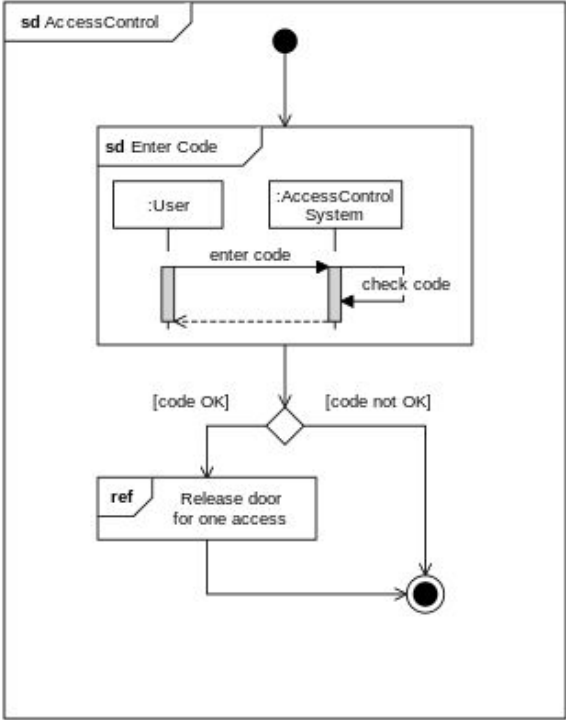 sd AccessControl
sd Enter Code
:User
:AccessControl
System
enter code
check code
[code OK]
[code not OK]
ref
Release door
for one access